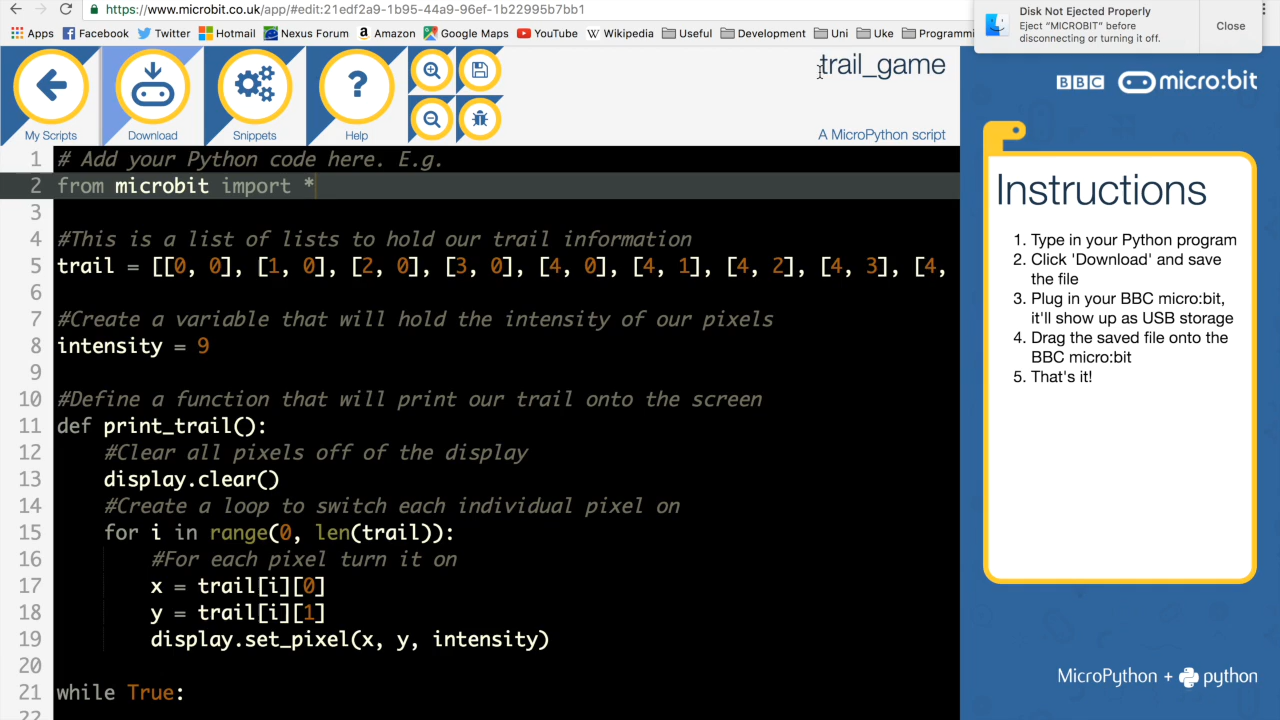 https://www.microbit.co.uk/app/#edit:21edf2a9-1b95-44a9-96ef-1b22995b7bb1
Apps Facebook Twitter Hotmail Nexus Forum Amazon Google Maps YouTube Wikipedia Useful Development Uni Uke Programmi
Disk Not Ejected Properly
Eject “MICROBIT” before
disconnecting or turning it off.
Close
My Scripts
Download
Snippets
?
Help
trail_game
A MicroPython script
BBC micro:bit
1 # Add your Python code here. E.g.
2 from microbit import *
3
4 #This is a list of lists to hold our trail information
5 trail = [[0, 0], [1, 0], [2, 0], [3, 0], [4, 0], [4, 1], [4, 2], [4, 3], [4,
6
7 #Create a variable that will hold the intensity of our pixels
8 intensity = 9
9
10 #Define a function that will print our trail onto the screen
11 def print_trail():
12 #Clear all pixels off of the display
13 display.clear()
14 #Create a loop to switch each individual pixel on
15 for i in range(0, len(trail)):
16 #For each pixel turn it on
17 x = trail[i][0]
18 y = trail[i][1]
19 display.set_pixel(x, y, intensity)
20
21 while True:
22
Instructions
1. Type in your Python program
2. Click 'Download' and save
the file
3. Plug in your BBC micro:bit,
it'll show up as USB storage
4. Drag the saved file onto the
BBC micro:bit
5. That's it!
MicroPython + python